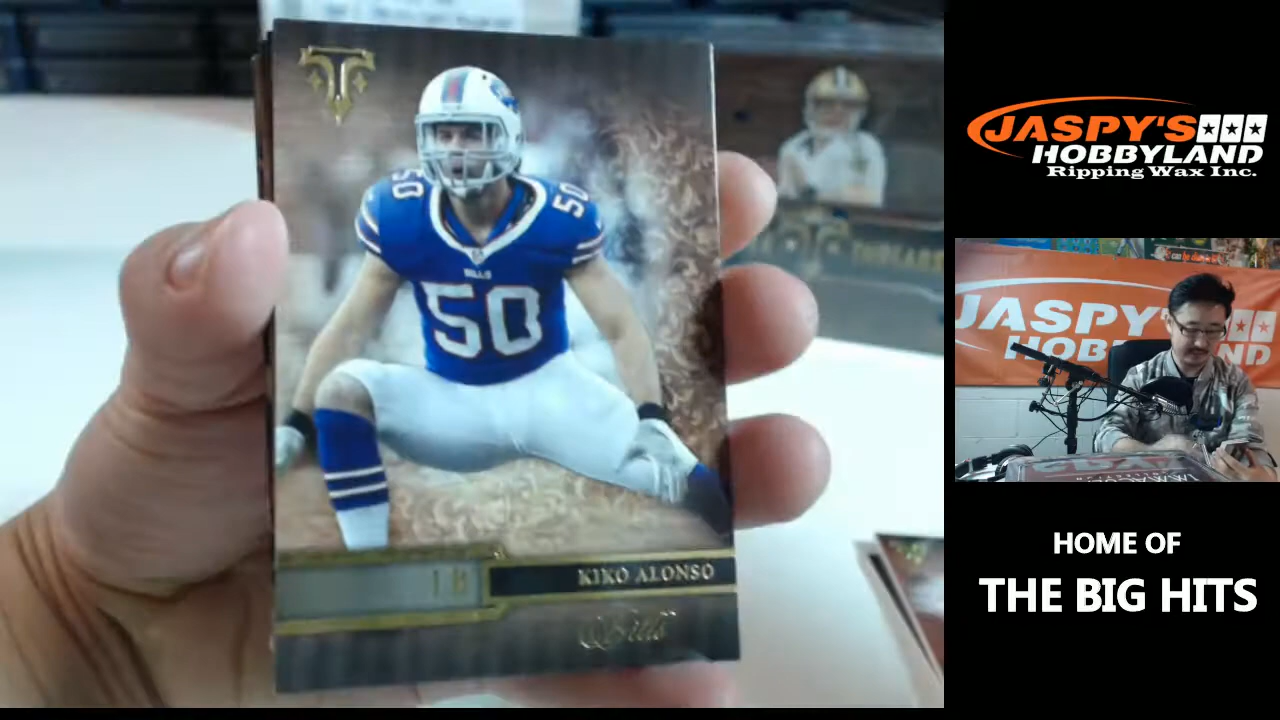 50
50
BILLS
50
KIKO ALONSO
LB
Bills
THREADS
JASPY'S
HOBBYLAND
Ripping Wax Inc.
JASPY'S
HOBBYLAND
HOME OF
THE BIG HITS